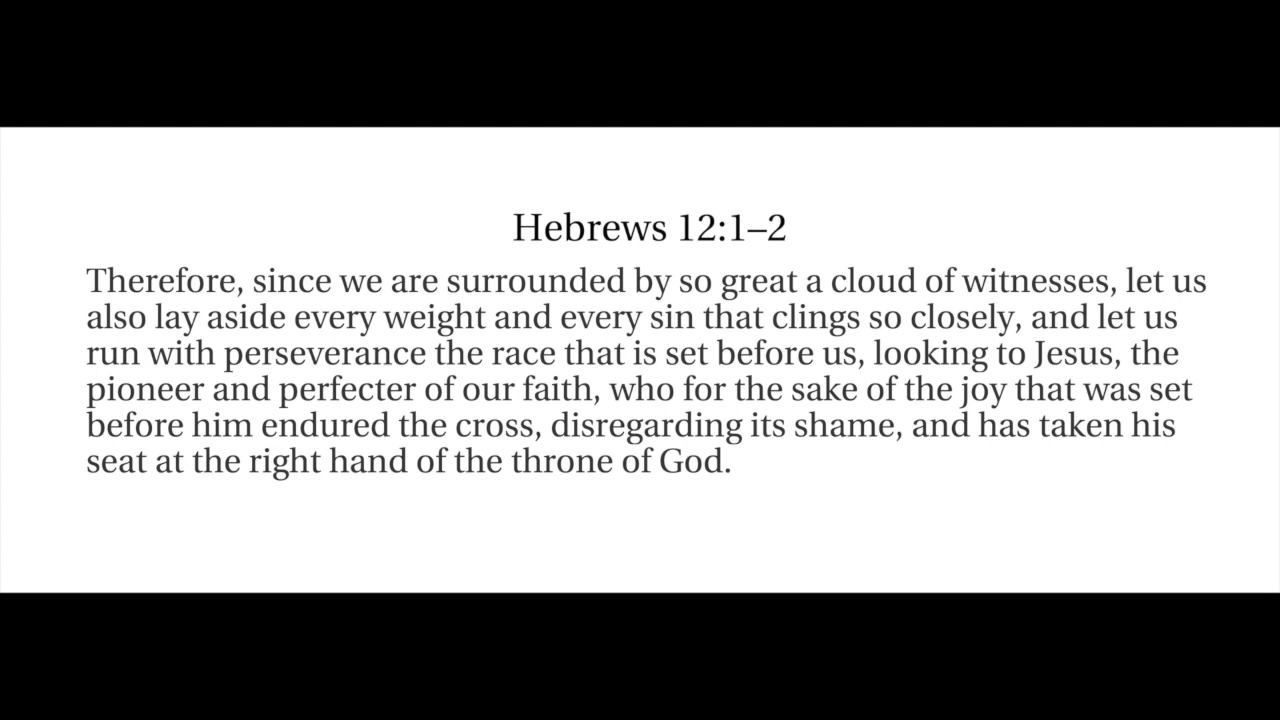 Hebrews 12:1–2
Therefore, since we are surrounded by so great a cloud of witnesses, let us
also lay aside every weight and every sin that clings so closely, and let us
run with perseverance the race that is set before us, looking to Jesus, the
pioneer and perfecter of our faith, who for the sake of the joy that was set
before him endured the cross, disregarding its shame, and has taken his
seat at the right hand of the throne of God.